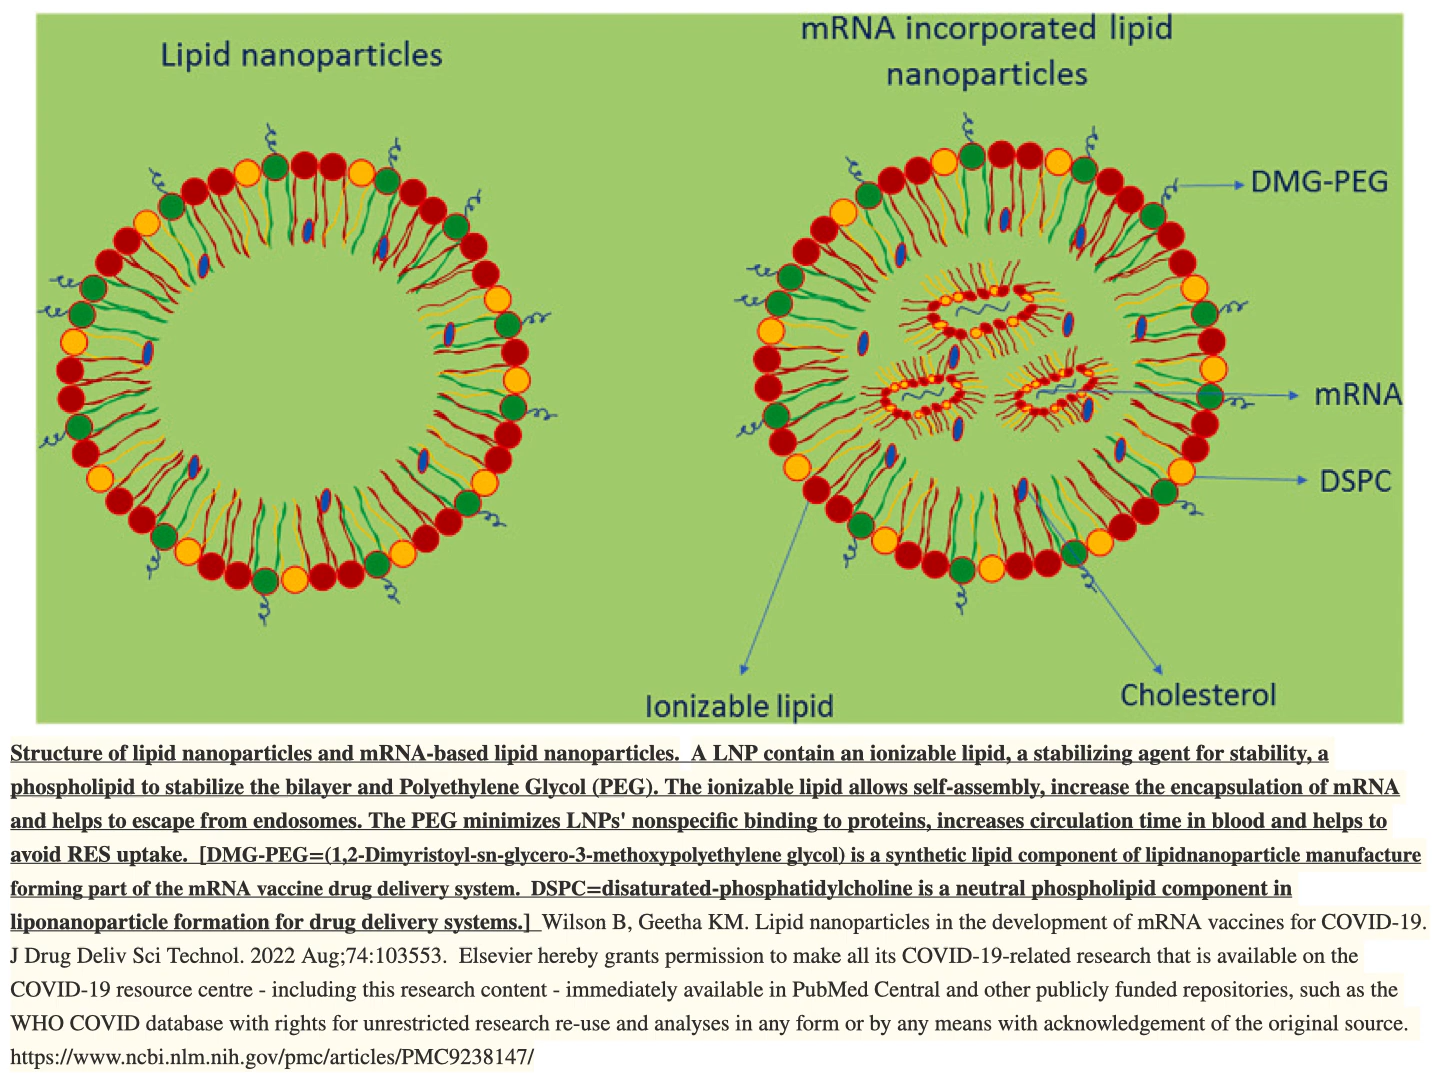 Lipid nanoparticles
mRNA incorporated lipid
nanoparticles
DMG-PEG
mRNA
DSPC
Cholesterol
Ionizable lipid
Structure of lipid nanoparticles and mRNA-based lipid nanoparticles.  A LNP contain an ionizable lipid, a stabilizing agent for stability, a
phospholipid to stabilize the bilayer and Polyethylene Glycol (PEG). The ionizable lipid allows self-assembly, increase the encapsulation of mRNA
and helps to escape from endosomes. The PEG minimizes LNPs' nonspecific binding to proteins, increases circulation time in blood and helps to
avoid RES uptake.  [DMG-PEG=(1,2-Dimyristoyl-sn-glycero-3-methoxypolyethylene glycol) is a synthetic lipid component of lipidnanoparticle manufacture
forming part of the mRNA vaccine drug delivery system.  DSPC=disaturated-phosphatidylcholine is a neutral phospholipid component in
liponanoparticle formation for drug delivery systems.]  Wilson B, Geetha KM. Lipid nanoparticles in the development of mRNA vaccines for COVID-19.
J Drug Deliv Sci Technol. 2022 Aug;74:103553.  Elsevier hereby grants permission to make all its COVID-19-related research that is available on the
COVID-19 resource centre - including this research content - immediately available in PubMed Central and other publicly funded repositories, such as the
WHO COVID database with rights for unrestricted research re-use and analyses in any form or by any means with acknowledgement of the original source.
https://www.ncbi.nlm.nih.gov/pmc/articles/PMC9238147/